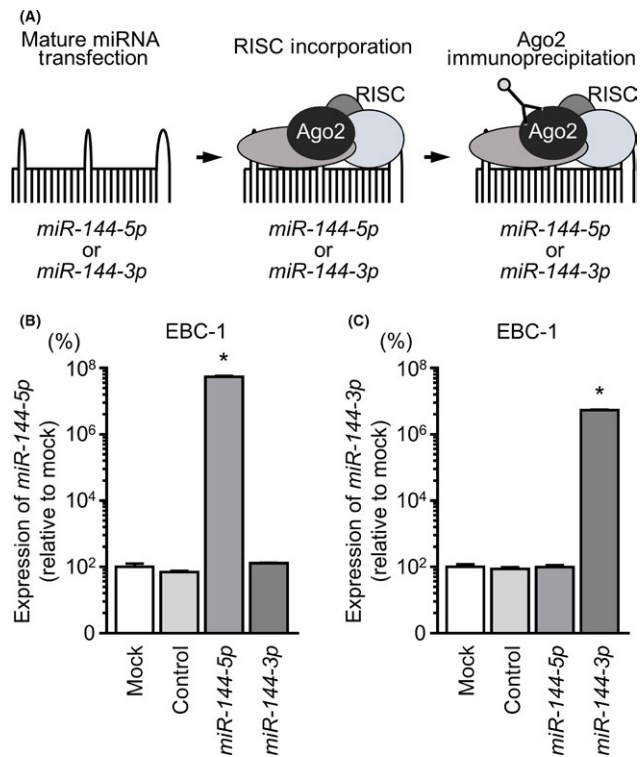 (A)
Mature miRNA
transfection
RISC incorporation
Ago2
immunoprecipitation
Ago2
RISC
Ago2
RISC
miR-144-5p
or
miR-144-3p
miR-144-5p
or
miR-144-3p
miR-144-5p
or
miR-144-3p
(B)
EBC-1
(%)
Expression of miR-144-5p
(relative to mock)
10⁸
10⁶
10⁴
10²
0
*
Mock
Control
miR-144-5p
miR-144-3p
(C)
EBC-1
(%)
Expression of miR-144-3p
(relative to mock)
10⁸
10⁶
10⁴
10²
0
*
Mock
Control
miR-144-5p
miR-144-3p